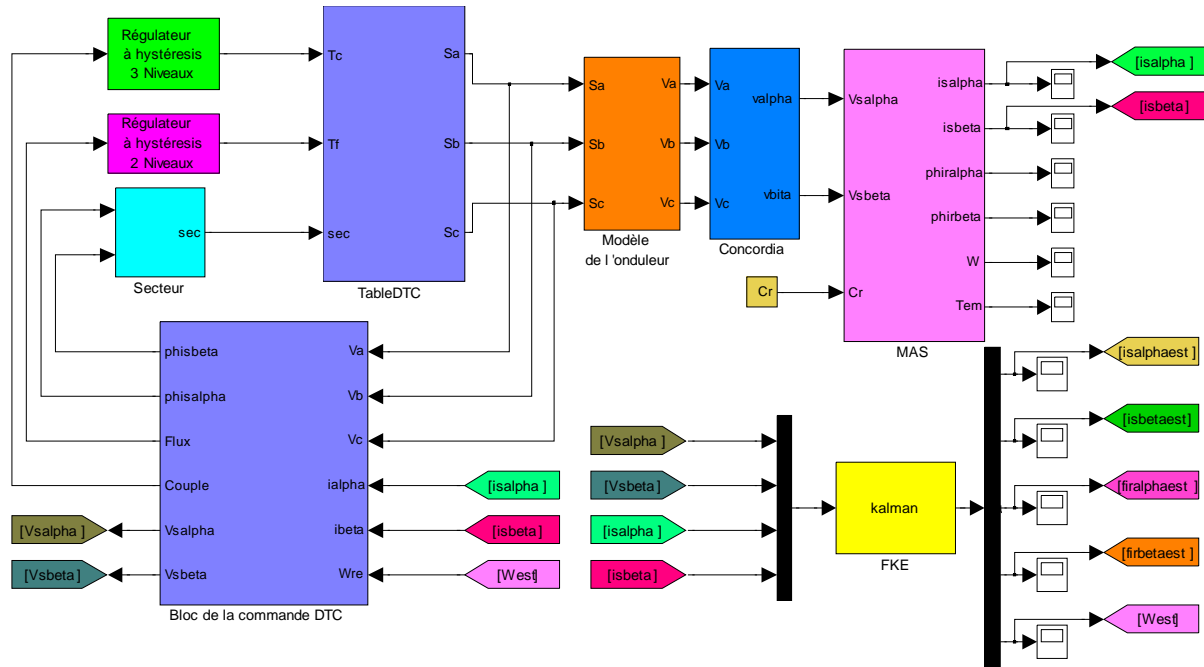 Régulateur
à hystéresis
3 Niveaux
Régulateur
à hystéresis
2 Niveaux
sec
Secteur
Tc
Tf
sec
Sa
Sb
Sc
TableDTC
Sa
Sb
Sc
Va
Vb
Vc
Modèle
de l 'onduleur
Va
Vb
Vc
valpha
vbita
Concordia
Cr
Vsalpha
Vsbeta
Cr
isalpha
isbeta
phiralpha
phirbeta
W
Tem
MAS
[isalpha ]
[isbeta]
phisbeta
phisalpha
Flux
Couple
Vsalpha
Vsbeta
Va
Vb
Vc
ialpha
ibeta
Wre
Bloc de la commande DTC
[Vsalpha ]
[Vsbeta]
[isalpha ]
[isbeta]
[West]
[Vsalpha ]
[Vsbeta]
[isalpha ]
[isbeta]
kalman
FKE
[isalphaest ]
[isbetaest]
[firalphaest ]
[firbetaest]
[West]